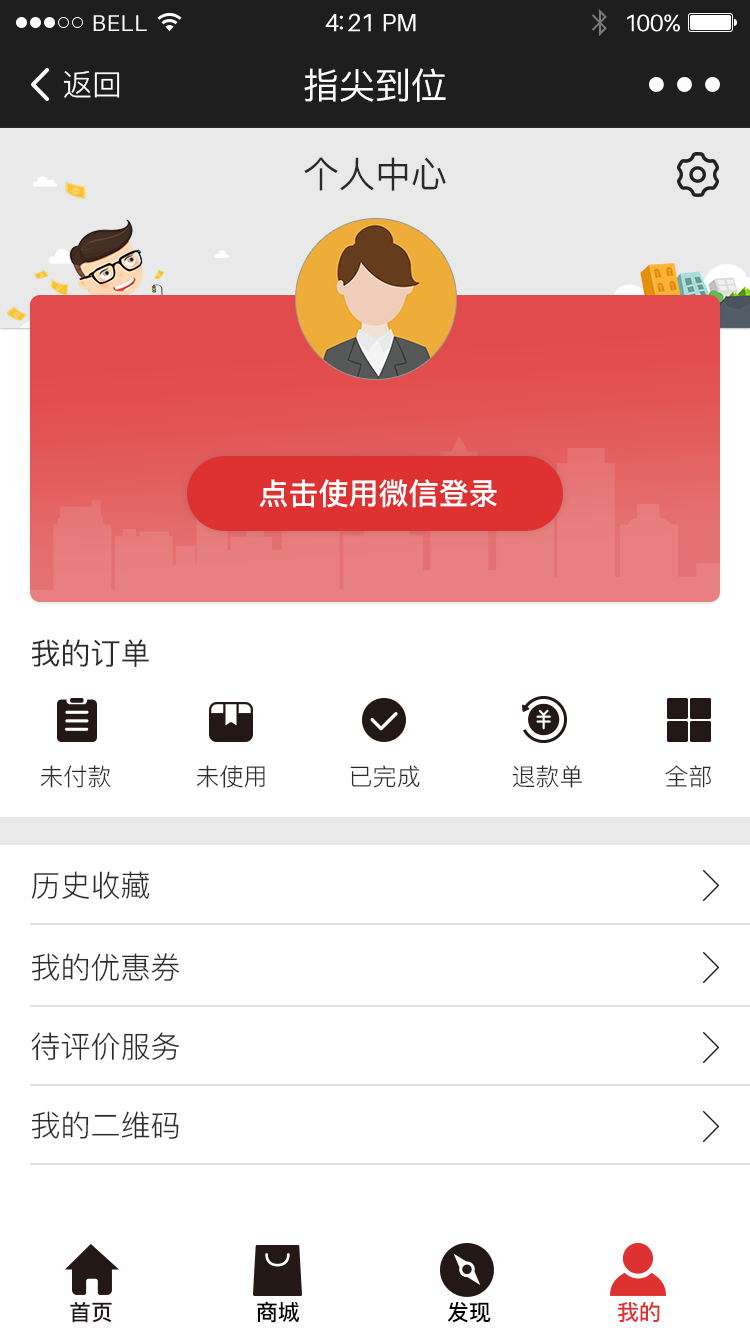 BELL 4:21 PM 100%
返回 指尖到位
个人中心
点击使用微信登录
我的订单
未付款 未使用 已完成 退款单 全部
历史收藏
我的优惠券
待评价服务
我的二维码
首页 商城 发现 我的